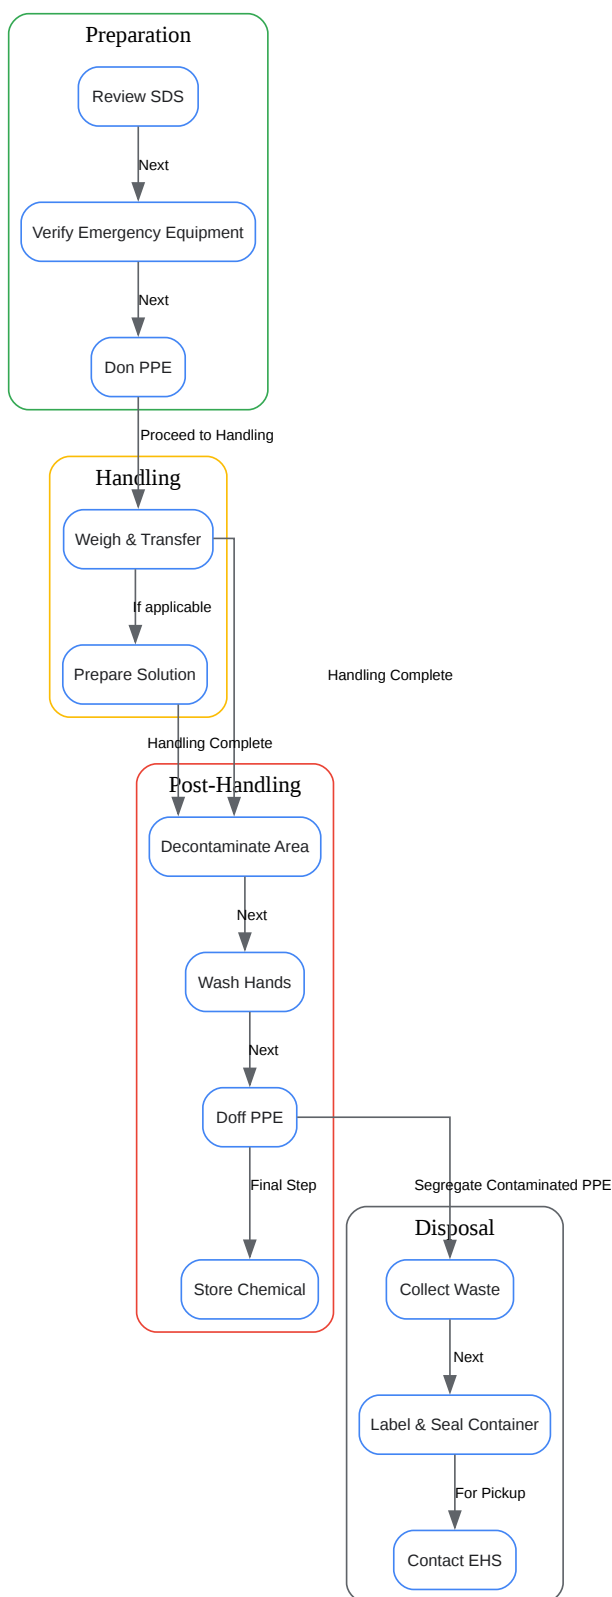 Preparation
Review SDS
Next
Verify Emergency Equipment
Next
Don PPE
Proceed to Handling
Handling
Weigh & Transfer
If applicable
Prepare Solution
Handling Complete
Handling Complete
Post-Handling
Decontaminate Area
Next
Wash Hands
Next
Doff PPE
Final Step
Segregate Contaminated PPE
Disposal
Store Chemical
Collect Waste
Next
Label & Seal Container
For Pickup
Contact EHS